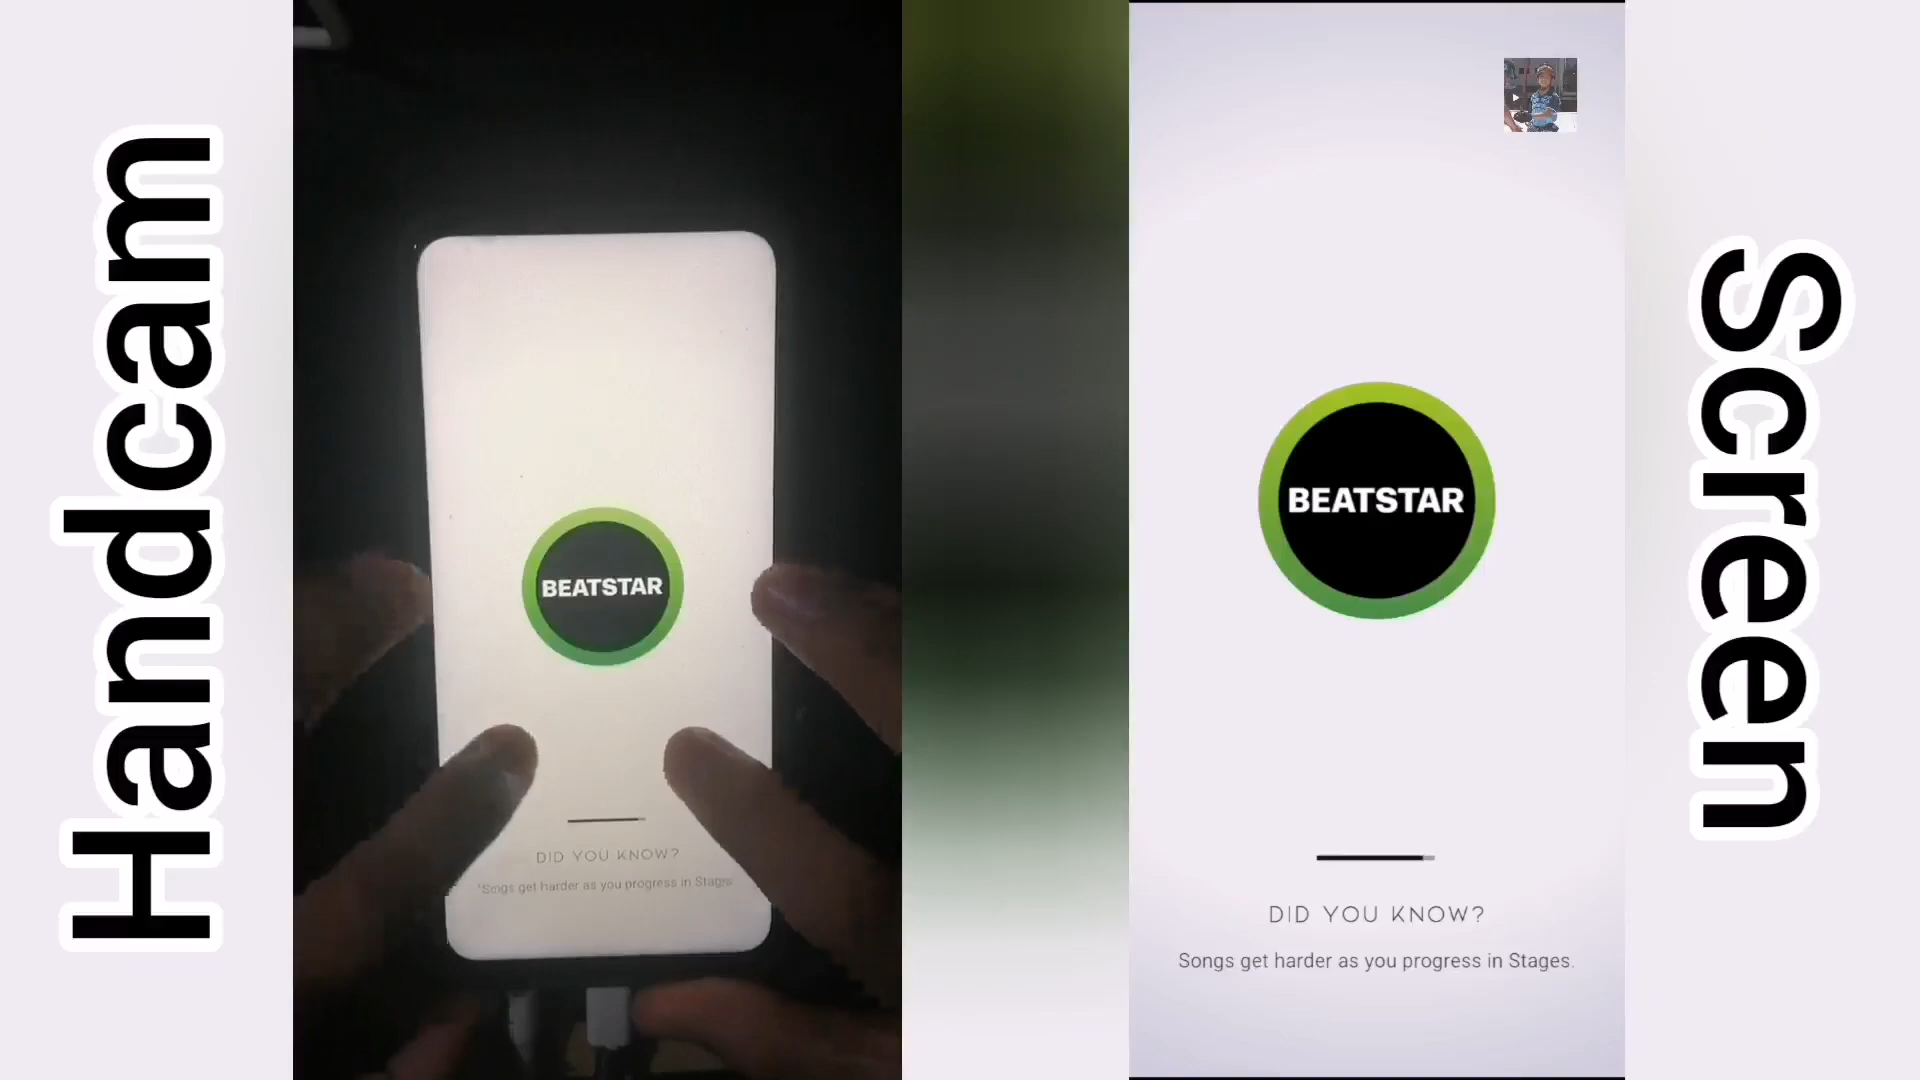 Handcam
BEATSTAR
DID YOU KNOW?
Songs get harder as you progress in Stages.
BEATSTAR
DID YOU KNOW?
Songs get harder as you progress in Stages.
Screen